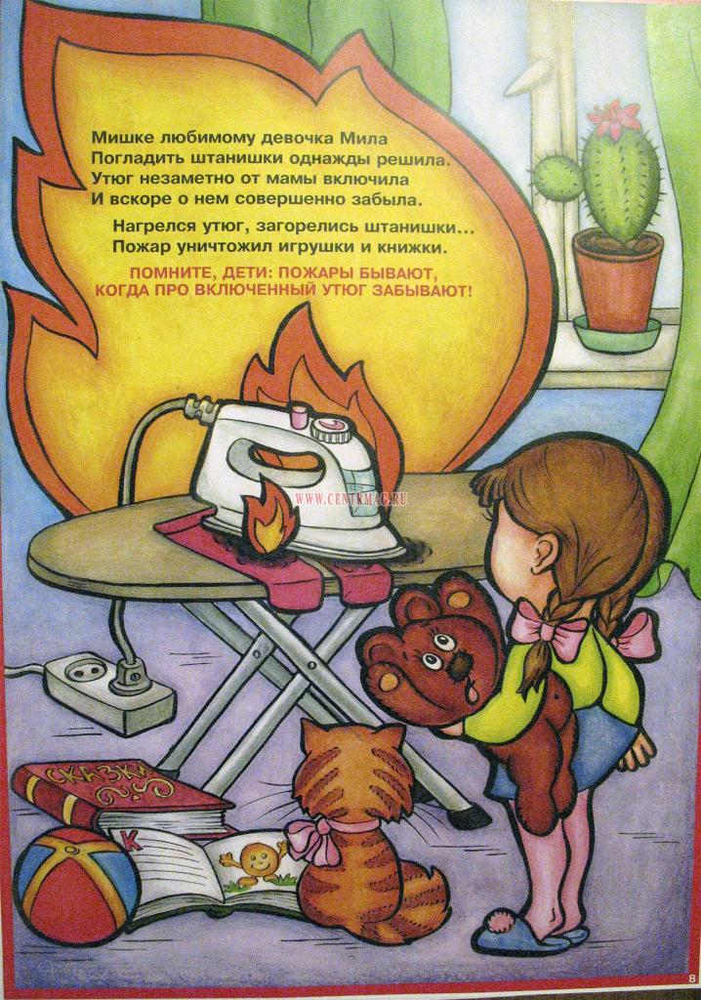 Мишке любимому девочка Мила
Погладить штанишки однажды решила.
Утюг незаметно от мамы включила
И вскоре о нем совершенно забыла.
Нагрелся утюг, загорелись штанишки...
Пожар уничтожил игрушки и книжки.
ПОМНИТЕ, ДЕТИ: ПОЖАРЫ БЫВАЮТ,
КОГДА ПРО ВКЛЮЧЕННЫЙ УТЮГ ЗАБЫВАЮТ!
WWW.CENTRMAG.RU
СКАЗКИ
К
8